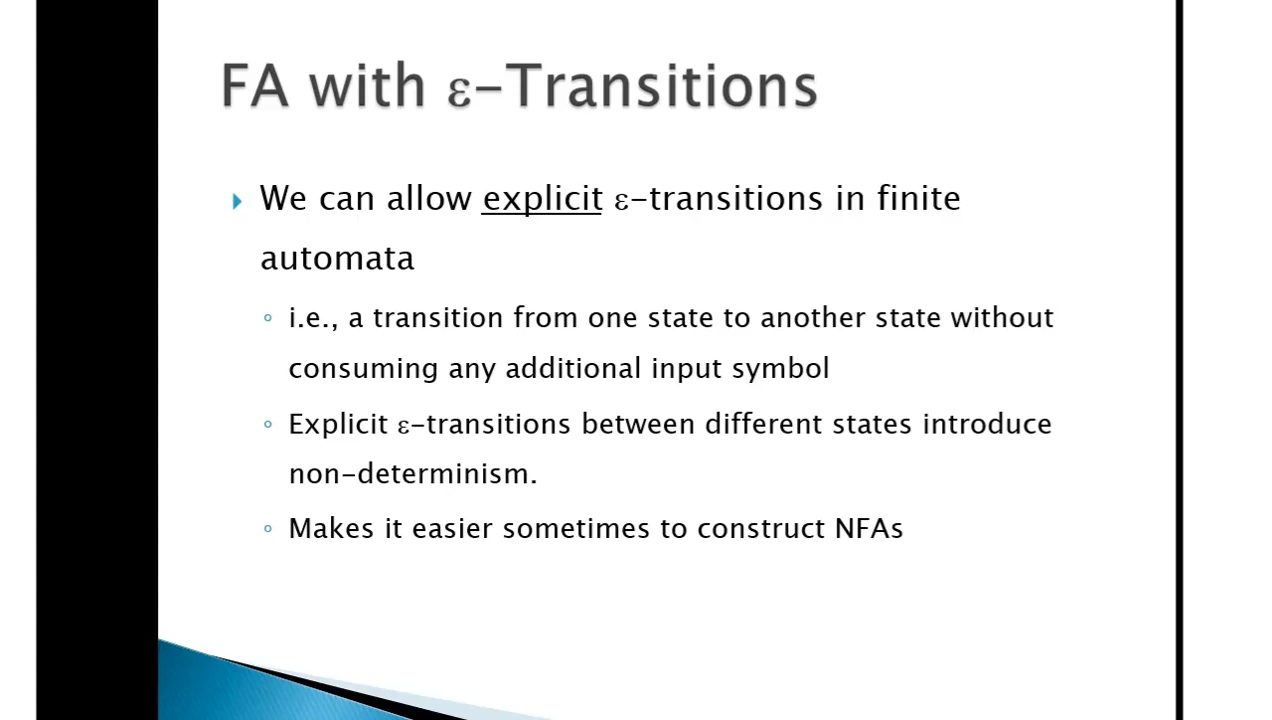 FA with ε-Transitions
We can allow explicit ε-transitions in finite
automata
i.e., a transition from one state to another state without
consuming any additional input symbol
Explicit ε-transitions between different states introduce
non-determinism.
Makes it easier sometimes to construct NFAs